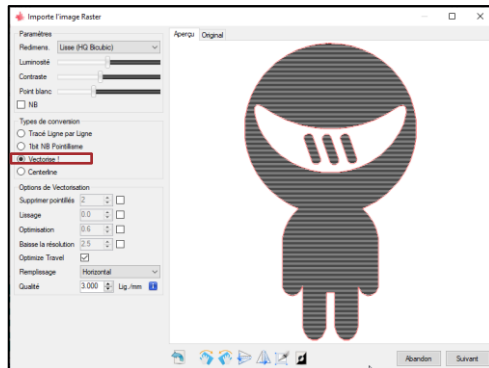 Importe l'image Raster
Paramètres
Redimens. Lisse (HQ Bicubic)
Luminosité
Contraste
Point blanc
NB
Types de conversion
Tracé Ligne par Ligne
1bit NB Pointillisme
Vectorise !
Centerline
Options de Vectorisation
Supprimer pointillés 2
Lissage 0.0
Optimisation 0.6
Baisse la résolution 2.5
Optimize Travel
Remplissage Horizontal
Qualité 3.000 Lig./mm
Aperçu Original
Abandon Suivant